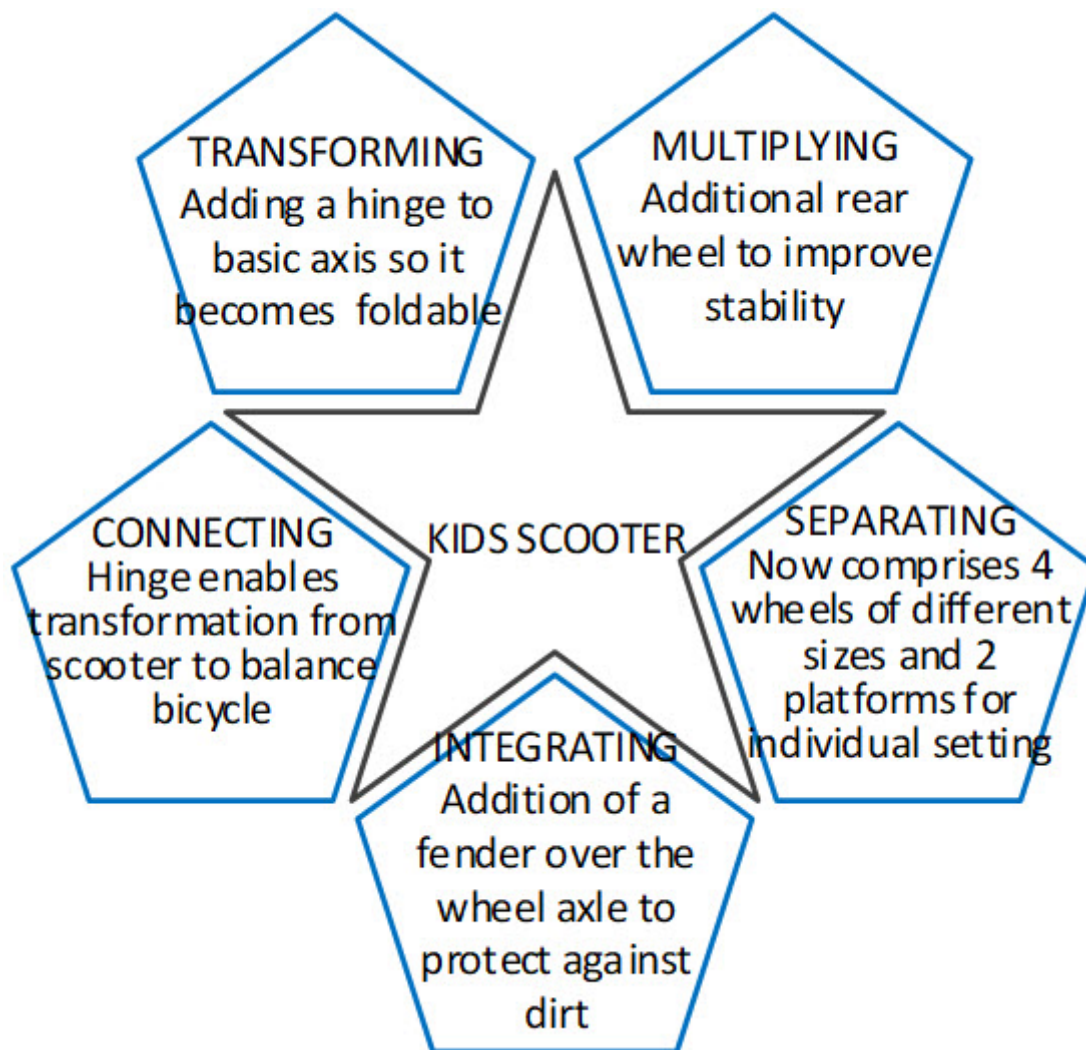 TRANSFORMING
Adding a hinge to
basic axis so it
becomes foldable
MULTIPLYING
Additional rear
wheel to improve
stability
CONNECTING
Hinge enables
transformation from
scooter to balance
bicycle
KIDS SCOOTER
SEPARATING
Now comprises 4
wheels of different
sizes and 2
platforms for
individual setting
INTEGRATING
Addition of a
fender over the
wheel axle to
protect against
dirt